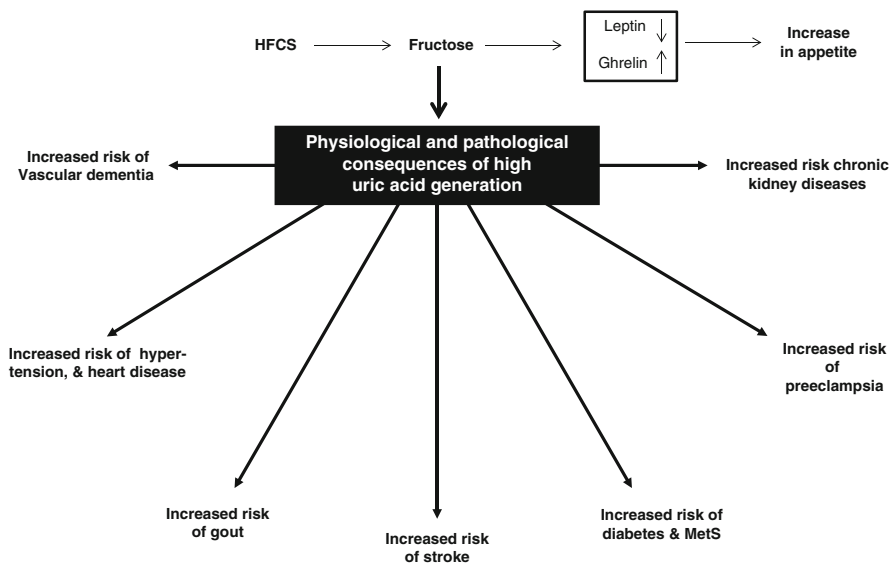 HFCS
Fructose
Leptin
Ghrelin
Increase
in appetite
Physiological and pathological
consequences of high
uric acid generation
Increased risk of
Vascular dementia
Increased risk chronic
kidney diseases
Increased risk of hyper-
tension, & heart disease
Increased risk
of
preeclampsia
Increased risk
of gout
Increased risk
of stroke
Increased risk of
diabetes & MetS